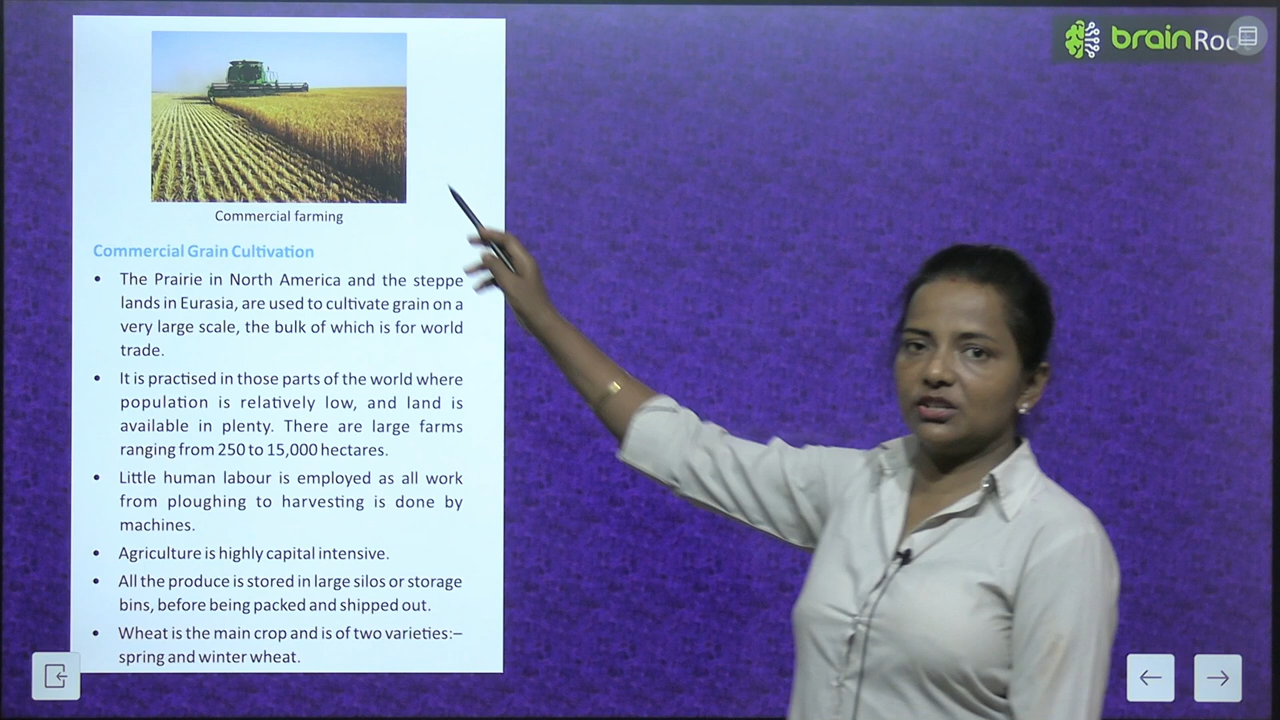 brainRoot
Commercial farming
Commercial Grain Cultivation
• The Prairie in North America and the steppe
lands in Eurasia, are used to cultivate grain on a
very large scale, the bulk of which is for world
trade.
• It is practised in those parts of the world where
population is relatively low, and land is
available in plenty. There are large farms
ranging from 250 to 15,000 hectares.
• Little human labour is employed as all work
from ploughing to harvesting is done by
machines.
• Agriculture is highly capital intensive.
• All the produce is stored in large silos or storage
bins, before being packed and shipped out.
• Wheat is the main crop and is of two varieties:–
spring and winter wheat.